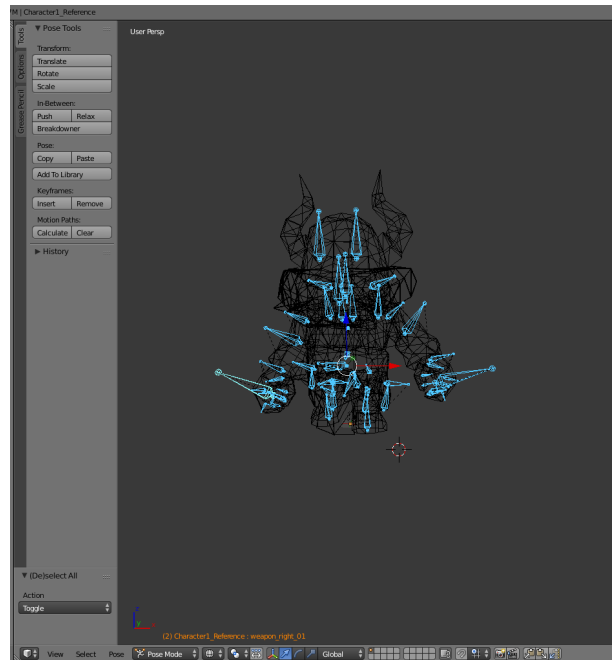 YM | Character1_Reference
Tools
Options
Grease Pencil
Pose Tools
Transform:
Translate
Rotate
Scale
In-Between:
Push Relax
Breakdowner
Pose:
Copy Paste
Add To Library
Keyframes:
Insert Remove
Motion Paths:
Calculate Clear
History
User Persp
(De)select All
Action
Toggle
z
y
(2) Character1_Reference : weapon_right_01
View Select Pose Pose Mode Global